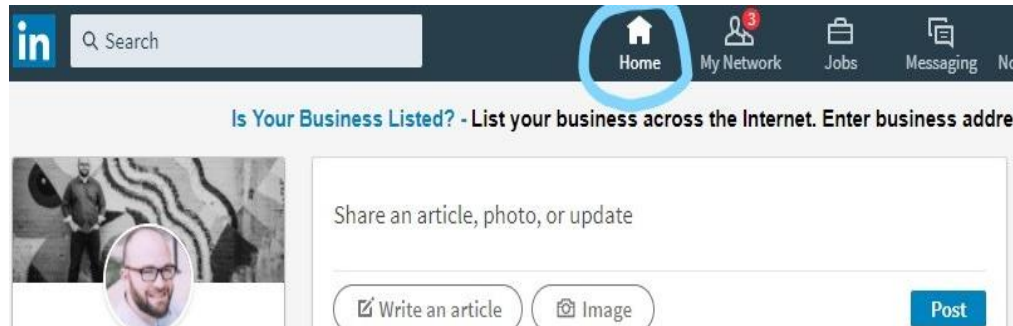 in Search
3
Home My Network Jobs Messaging No
Is Your Business Listed? - List your business across the Internet. Enter business addre
Share an article, photo, or update
Write an article Image Post